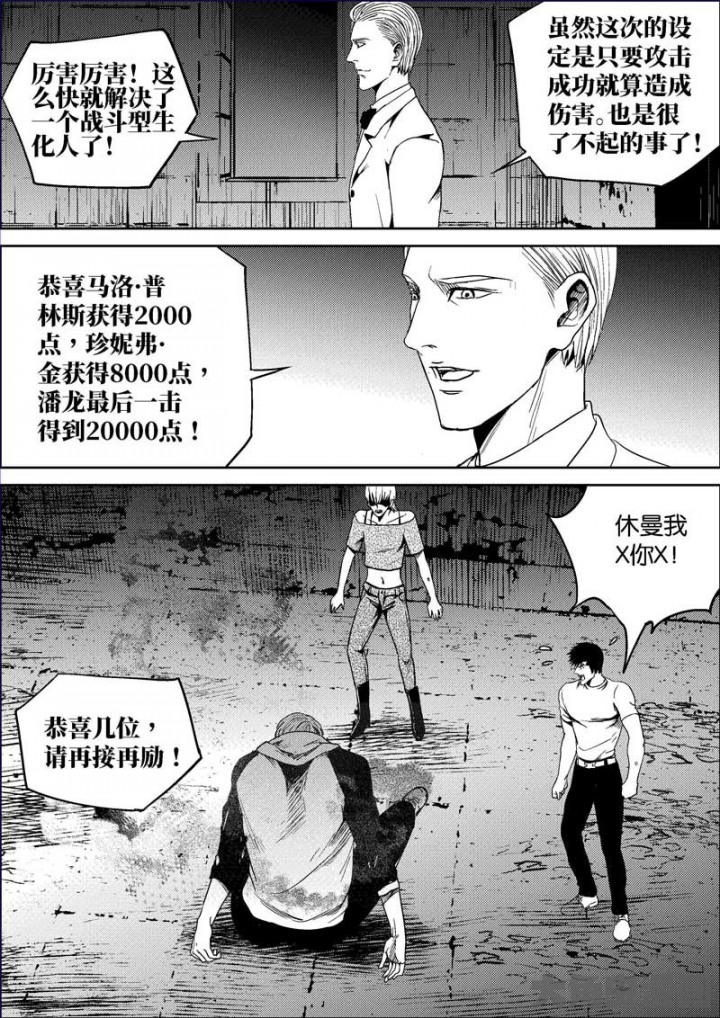 厉害厉害！这
么快就解决了
一个战斗型生
化人了！
虽然这次的设
定是只要攻击
成功就算造成
伤害。也是很
了不起的事了！
恭喜马洛·普
林斯获得2000
点，珍妮弗·
金获得8000点，
潘龙最后一击
得到20000点！
休曼我
X你X！
恭喜几位，
请再接再励！